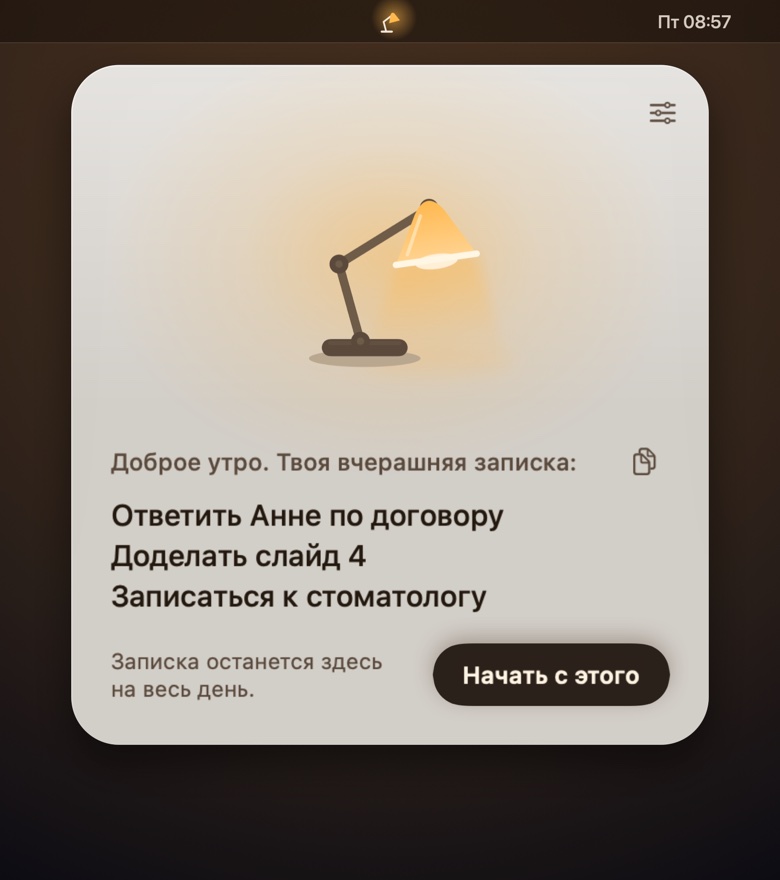 Пт 08:57
Доброе утро. Твоя вчерашняя записка:
Ответить Анне по договору
Доделать слайд 4
Записаться к стоматологу
Записка останется здесь
на весь день.
Начать с этого